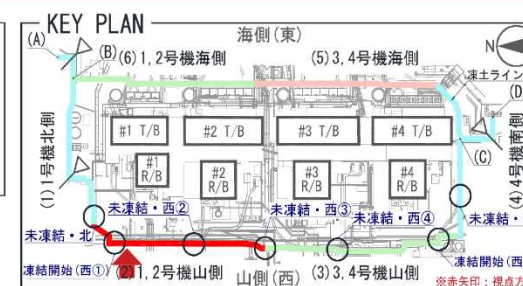 KEY PLAN
海側(東)
N
(A)
(B)
(6)1,2号機海側
(5)3,4号機海側
凍土ライン
(D
#1 T/B
#2 T/B
#3 T/B
#4 T/B
(C)
(1)1号機北側
#1
R/B
#2
R/B
#3
R/B
#4
R/B
(4)4号機南側
未凍結・西②
未凍結・西③
未凍結・西④
未凍結・
未凍結・北
凍結開始(西①)
(2)1,2号機山側
山側(西)
(3)3,4号機山側
凍結開始(西
※赤矢印:視点方